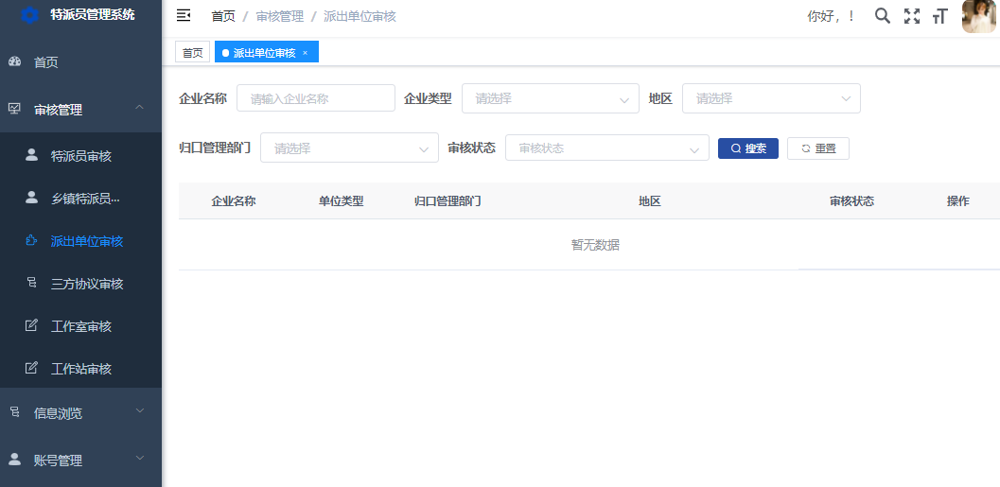 特派员管理系统
首页 / 审核管理 / 派出单位审核
你好， ！
首页
审核管理
特派员审核
乡镇特派员...
派出单位审核
三方协议审核
工作室审核
工作站审核
信息浏览
账号管理
首页
派出单位审核 ×
企业名称 请输入企业名称 企业类型 请选择 地区 请选择
归口管理部门 请选择 审核状态 审核状态 搜索 重置
企业名称 单位类型 归口管理部门 地区 审核状态 操作
暂无数据